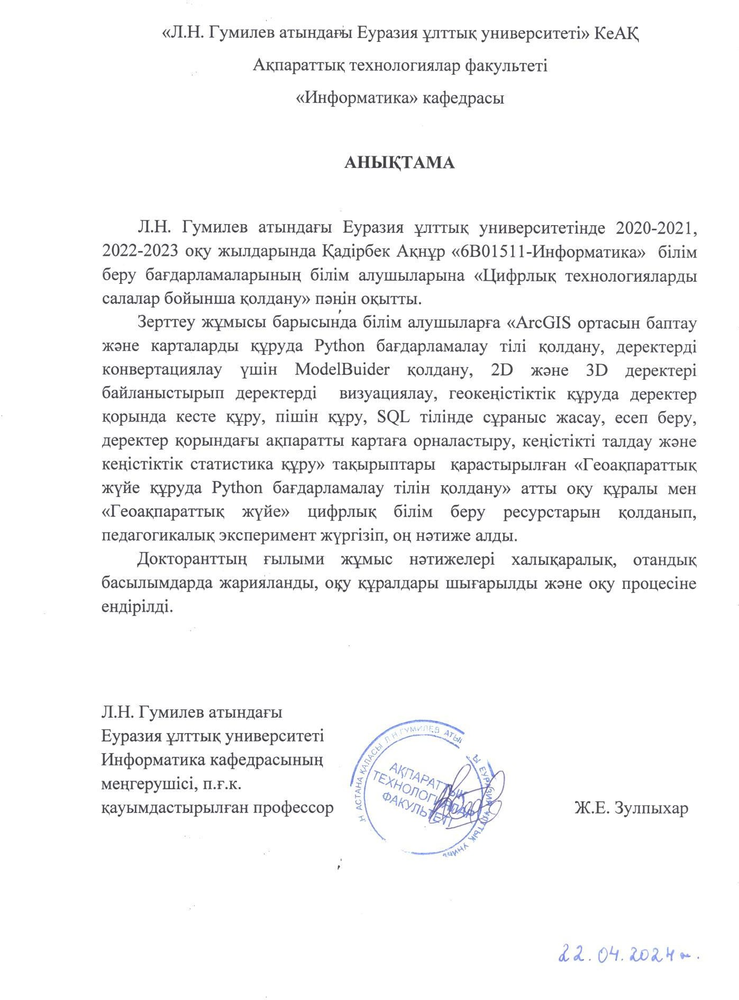 «Л.Н. Гумилев атындағы Еуразия ұлттық университеті» КеАҚ
Ақпараттық технологиялар факультеті
«Информатика» кафедрасы
АНЫҚТАМА
Л.Н. Гумилев атындағы Еуразия ұлттық университетінде 2020-2021,
2022-2023 оқу жылдарында Қадірбек Ақнұр «6В01511-Информатика» білім
беру бағдарламаларының білім алушыларына «Цифрлық технологияларды
салалар бойынша қолдану» пәнін оқытты.
Зерттеу жұмысы барысында білім алушыларға «ArcGIS ортасын баптау
және карталарды құруда Python бағдарламалау тілі қолдану, деректерді
конвертациялау үшін ModelBuider қолдану, 2D және 3D деректері
байланыстырып деректерді визуациялау, геокеңістіктік құруда деректер
қорында кесте құру, пішін құру, SQL тілінде сұраныс жасау, есеп беру,
деректер қорындағы ақпаратты картаға орналастыру, кеңістікті талдау және
кеңістіктік статистика құру» тақырыптары қарастырылған «Геоақпараттық
жүйе құруда Python бағдарламалау тілін қолдану» атты оқу құралы мен
«Геоақпараттық жүйе» цифрлық білім беру ресурстарын қолданып,
педагогикалық эксперимент жүргізіп, оң нәтиже алды.
Докторанттың ғылыми жұмыс нәтижелері халықаралық, отандық
басылымдарда жарияланды, оқу құралдары шығарылды және оқу процесіне
ендірілді.
Л.Н. Гумилев атындағы
Еуразия ұлттық университеті
Информатика кафедрасының
меңгерушісі, п.ғ.к.
қауымдастырылған профессор Ж.Е. Зулпыхар
АСТАНА ҚАЛАСЫ Л.Н.ГУМИЛЕВ
АҚПАРАТТЫҚ
ТЕХНОЛОГИЯЛАР
ФАКУЛЬТЕТІ
22.04.2024